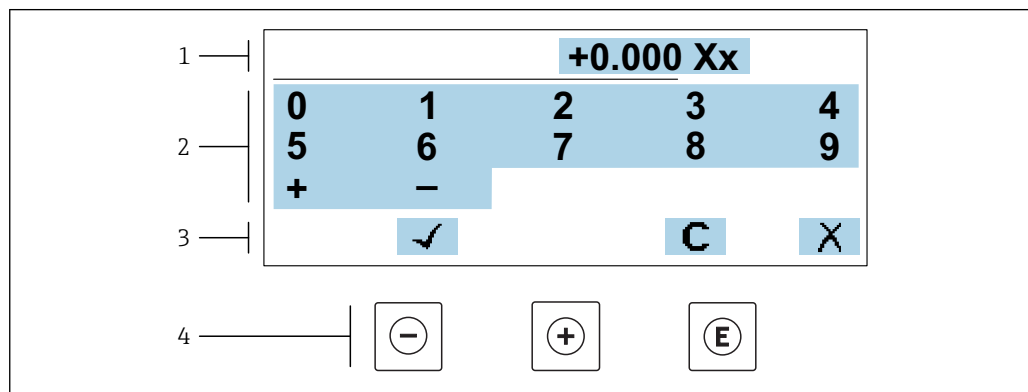 1 +0.000 Xx
0 1 2 3 4
2 5 6 7 8 9
+ −
3 ✓ C X
4 − + E